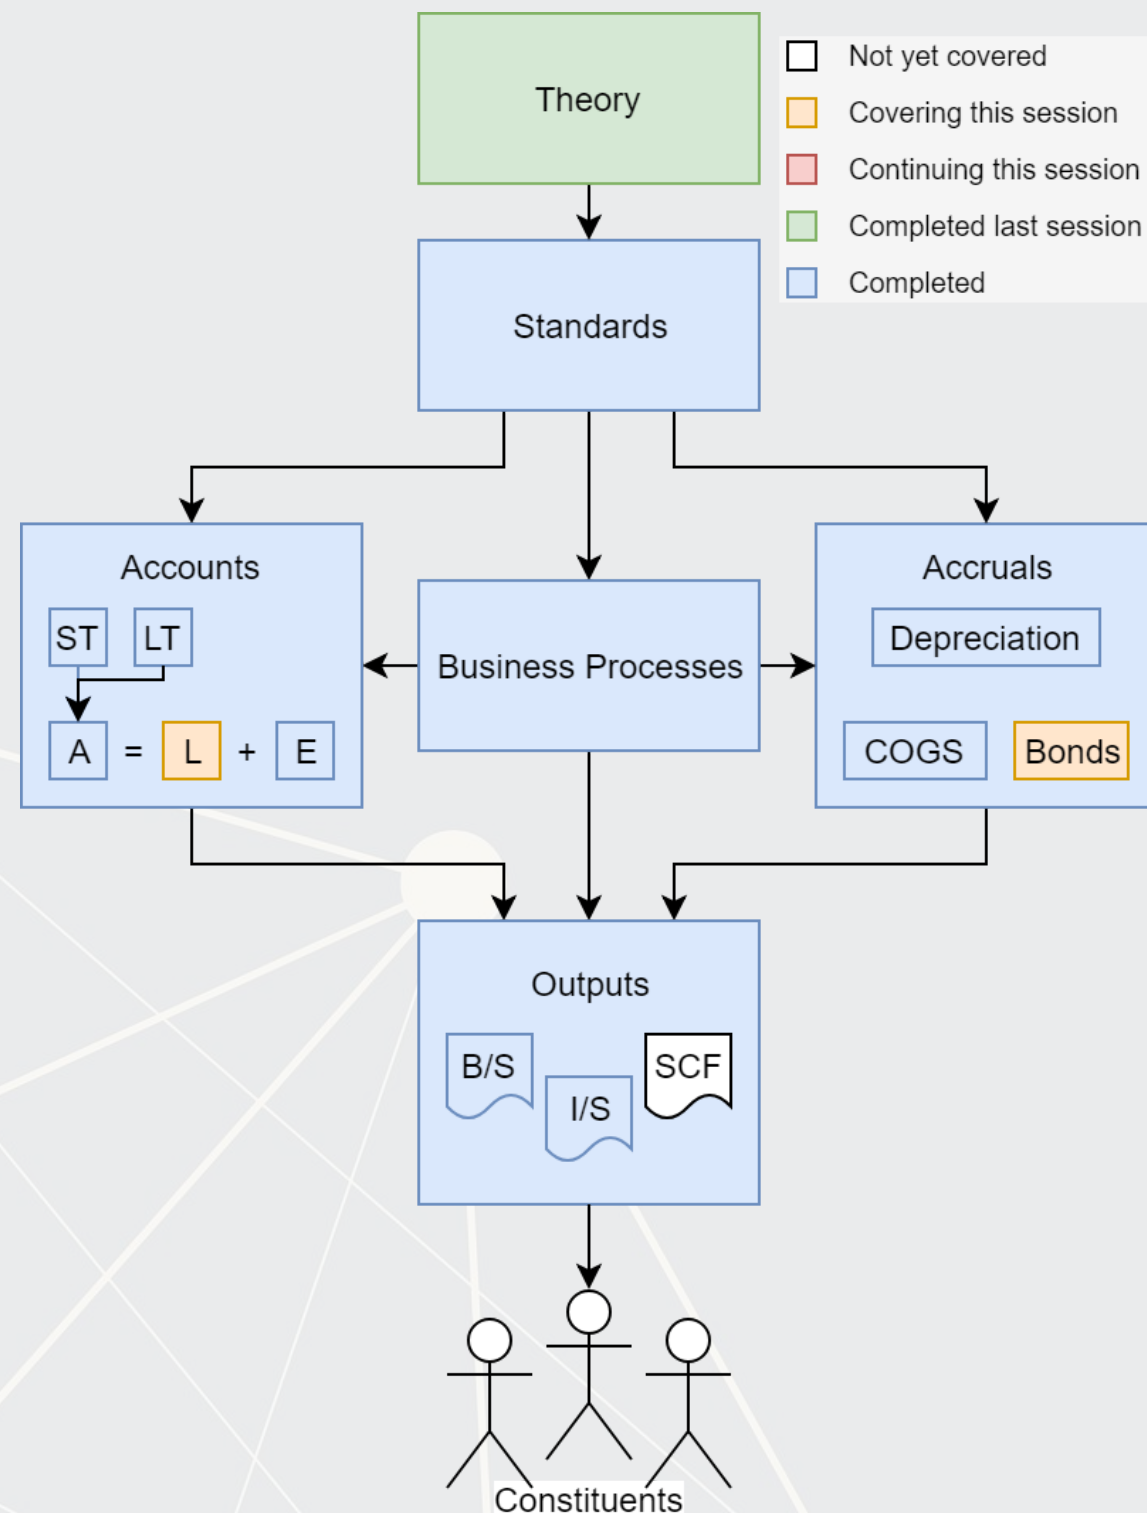 Theory
Not yet covered
Covering this session
Continuing this session
Completed last session
Completed
Standards
Accounts
ST LT
A = L + E
Business Processes
Accruals
Depreciation
COGS Bonds
Outputs
B/S
I/S
SCF
Constituents